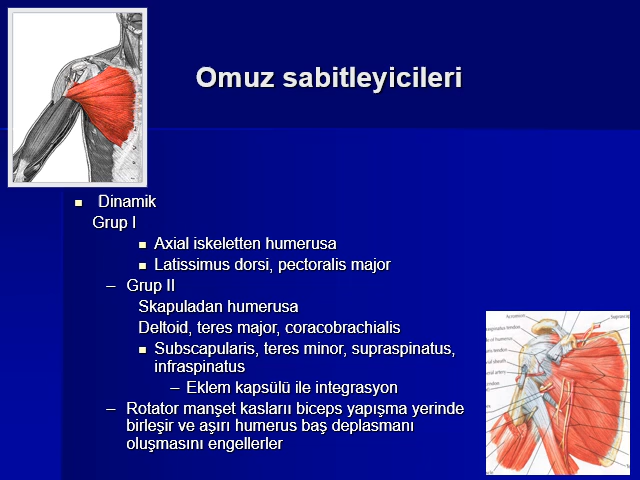 Omuz sabitleyicileri
Dinamik
Grup I
Axial iskeletten humerusa
Latissimus dorsi, pectoralis major
– Grup II
Skapuladan humerusa
Deltoid, teres major, coracobrachialis
Subscapularis, teres minor, supraspinatus,
infraspinatus
– Eklem kapsülü ile integrasyon
– Rotator manşet kaslarıı biceps yapışma yerinde
birleşir ve aşırı humerus baş deplasmanı
oluşmasını engellerler